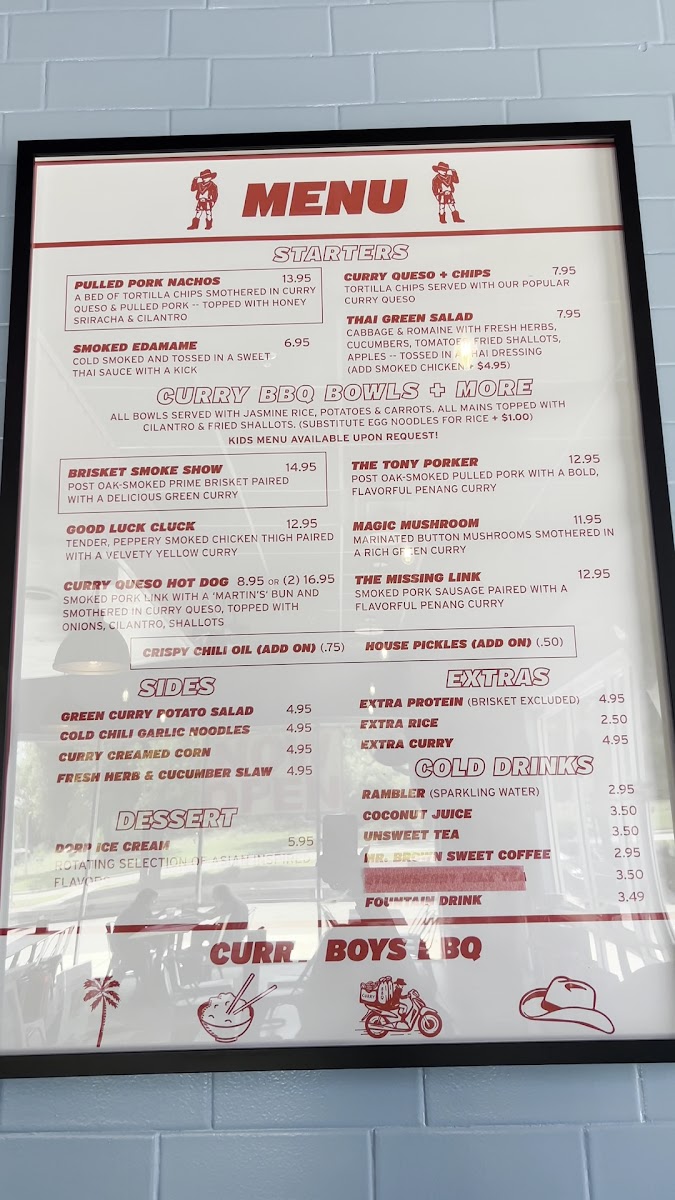 MENU
STARTERS
PULLED PORK NACHOS 13.95
A BED OF TORTILLA CHIPS SMOTHERED IN CURRY
QUESO & PULLED PORK -- TOPPED WITH HONEY
SRIRACHA & CILANTRO
SMOKED EDAMAME 6.95
COLD SMOKED AND TOSSED IN A SWEET
THAI SAUCE WITH A KICK
CURRY QUESO + CHIPS 7.95
TORTILLA CHIPS SERVED WITH OUR POPULAR
CURRY QUESO
THAI GREEN SALAD 7.95
CABBAGE & ROMAINE WITH FRESH HERBS,
CUCUMBERS, TOMATOES, FRIED SHALLOTS,
APPLES -- TOSSED IN A THAI DRESSING
(ADD SMOKED CHICKEN + $4.95)
CURRY BBQ BOWLS + MORE
ALL BOWLS SERVED WITH JASMINE RICE, POTATOES & CARROTS. ALL MAINS TOPPED WITH
CILANTRO & FRIED SHALLOTS. (SUBSTITUTE EGG NOODLES FOR RICE + $1.00)
KIDS MENU AVAILABLE UPON REQUEST!
BRISKET SMOKE SHOW 14.95
POST OAK-SMOKED PRIME BRISKET PAIRED
WITH A DELICIOUS GREEN CURRY
GOOD LUCK CLUCK 12.95
TENDER, PEPPERY SMOKED CHICKEN THIGH PAIRED
WITH A VELVETY YELLOW CURRY
CURRY QUESO HOT DOG 8.95 OR (2) 16.95
SMOKED PORK LINK WITH A 'MARTIN'S' BUN AND
SMOTHERED IN CURRY QUESO, TOPPED WITH
ONIONS, CILANTRO, SHALLOTS
THE TONY PORKER 12.95
POST OAK-SMOKED PULLED PORK WITH A BOLD,
FLAVORFUL PENANG CURRY
MAGIC MUSHROOM 11.95
MARINATED BUTTON MUSHROOMS SMOTHERED IN
A RICH GREEN CURRY
THE MISSING LINK 12.95
SMOKED PORK SAUSAGE PAIRED WITH A
FLAVORFUL PENANG CURRY
CRISPY CHILI OIL (ADD ON) (.75) HOUSE PICKLES (ADD ON) (.50)
SIDES
GREEN CURRY POTATO SALAD 4.95
COLD CHILI GARLIC NOODLES 4.95
CURRY CREAMED CORN 4.95
FRESH HERB & CUCUMBER SLAW 4.95
DESSERT
DORP ICE CREAM 5.95
ROTATING SELECTION OF ASIAN INSPIRED
FLAVORS
EXTRAS
EXTRA PROTEIN (BRISKET EXCLUDED) 4.95
EXTRA RICE 2.50
EXTRA CURRY 4.95
COLD DRINKS
RAMBLER (SPARKLING WATER) 2.95
COCONUT JUICE 3.50
UNSWEET TEA 3.50
MR. BROWN SWEET COFFEE 2.95
STRAWBERRY MILK TEA 3.50
FOUNTAIN DRINK 3.49
CURRY BOYS BBQ
CURRY